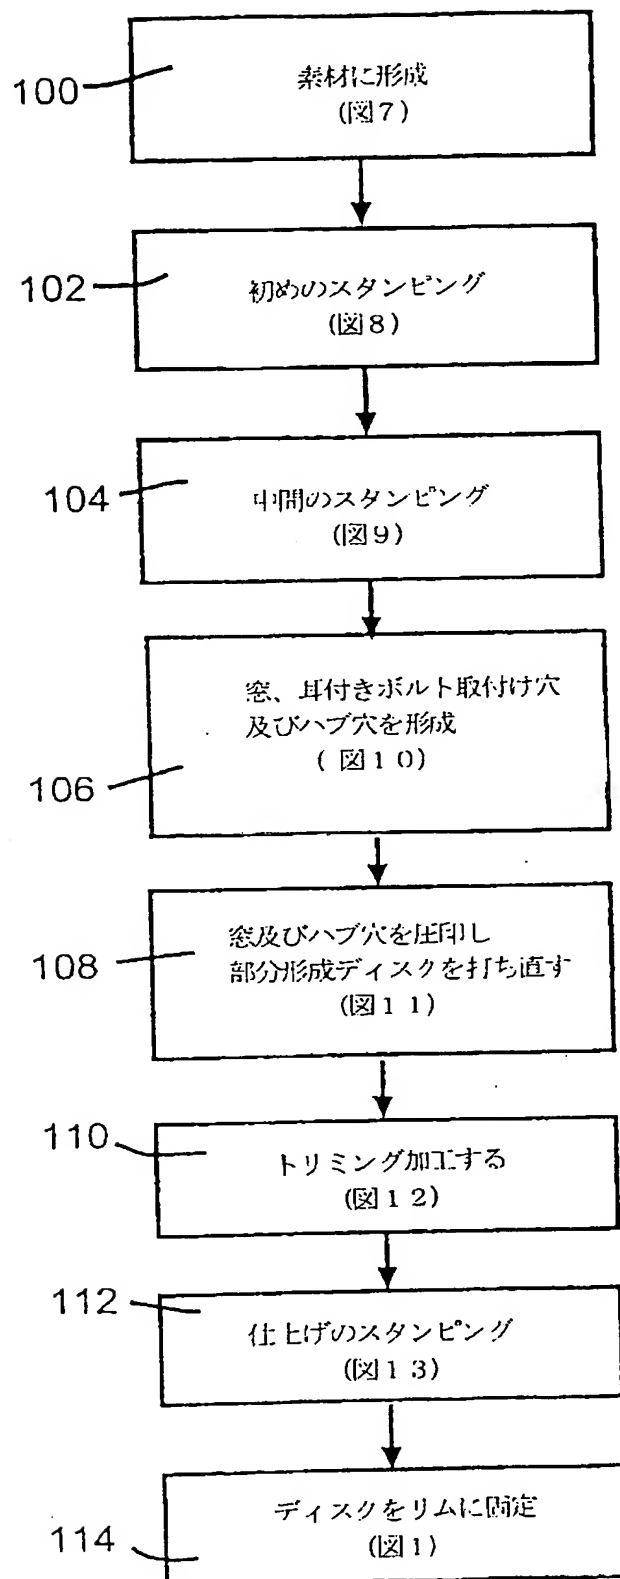 100
素材に形成
(図7)
102
初めのスタンピング
(図8)
104
中間のスタンピング
(図9)
106
窓、耳付きボルト取付け穴
及びハブ穴を形成
(図10)
108
窓及びハブ穴を圧印し
部分形成ディスクを打ち直す
(図11)
110
トリミング加工する
(図12)
112
仕上げのスタンピング
(図13)
114
ディスクをリムに固定
(図1)